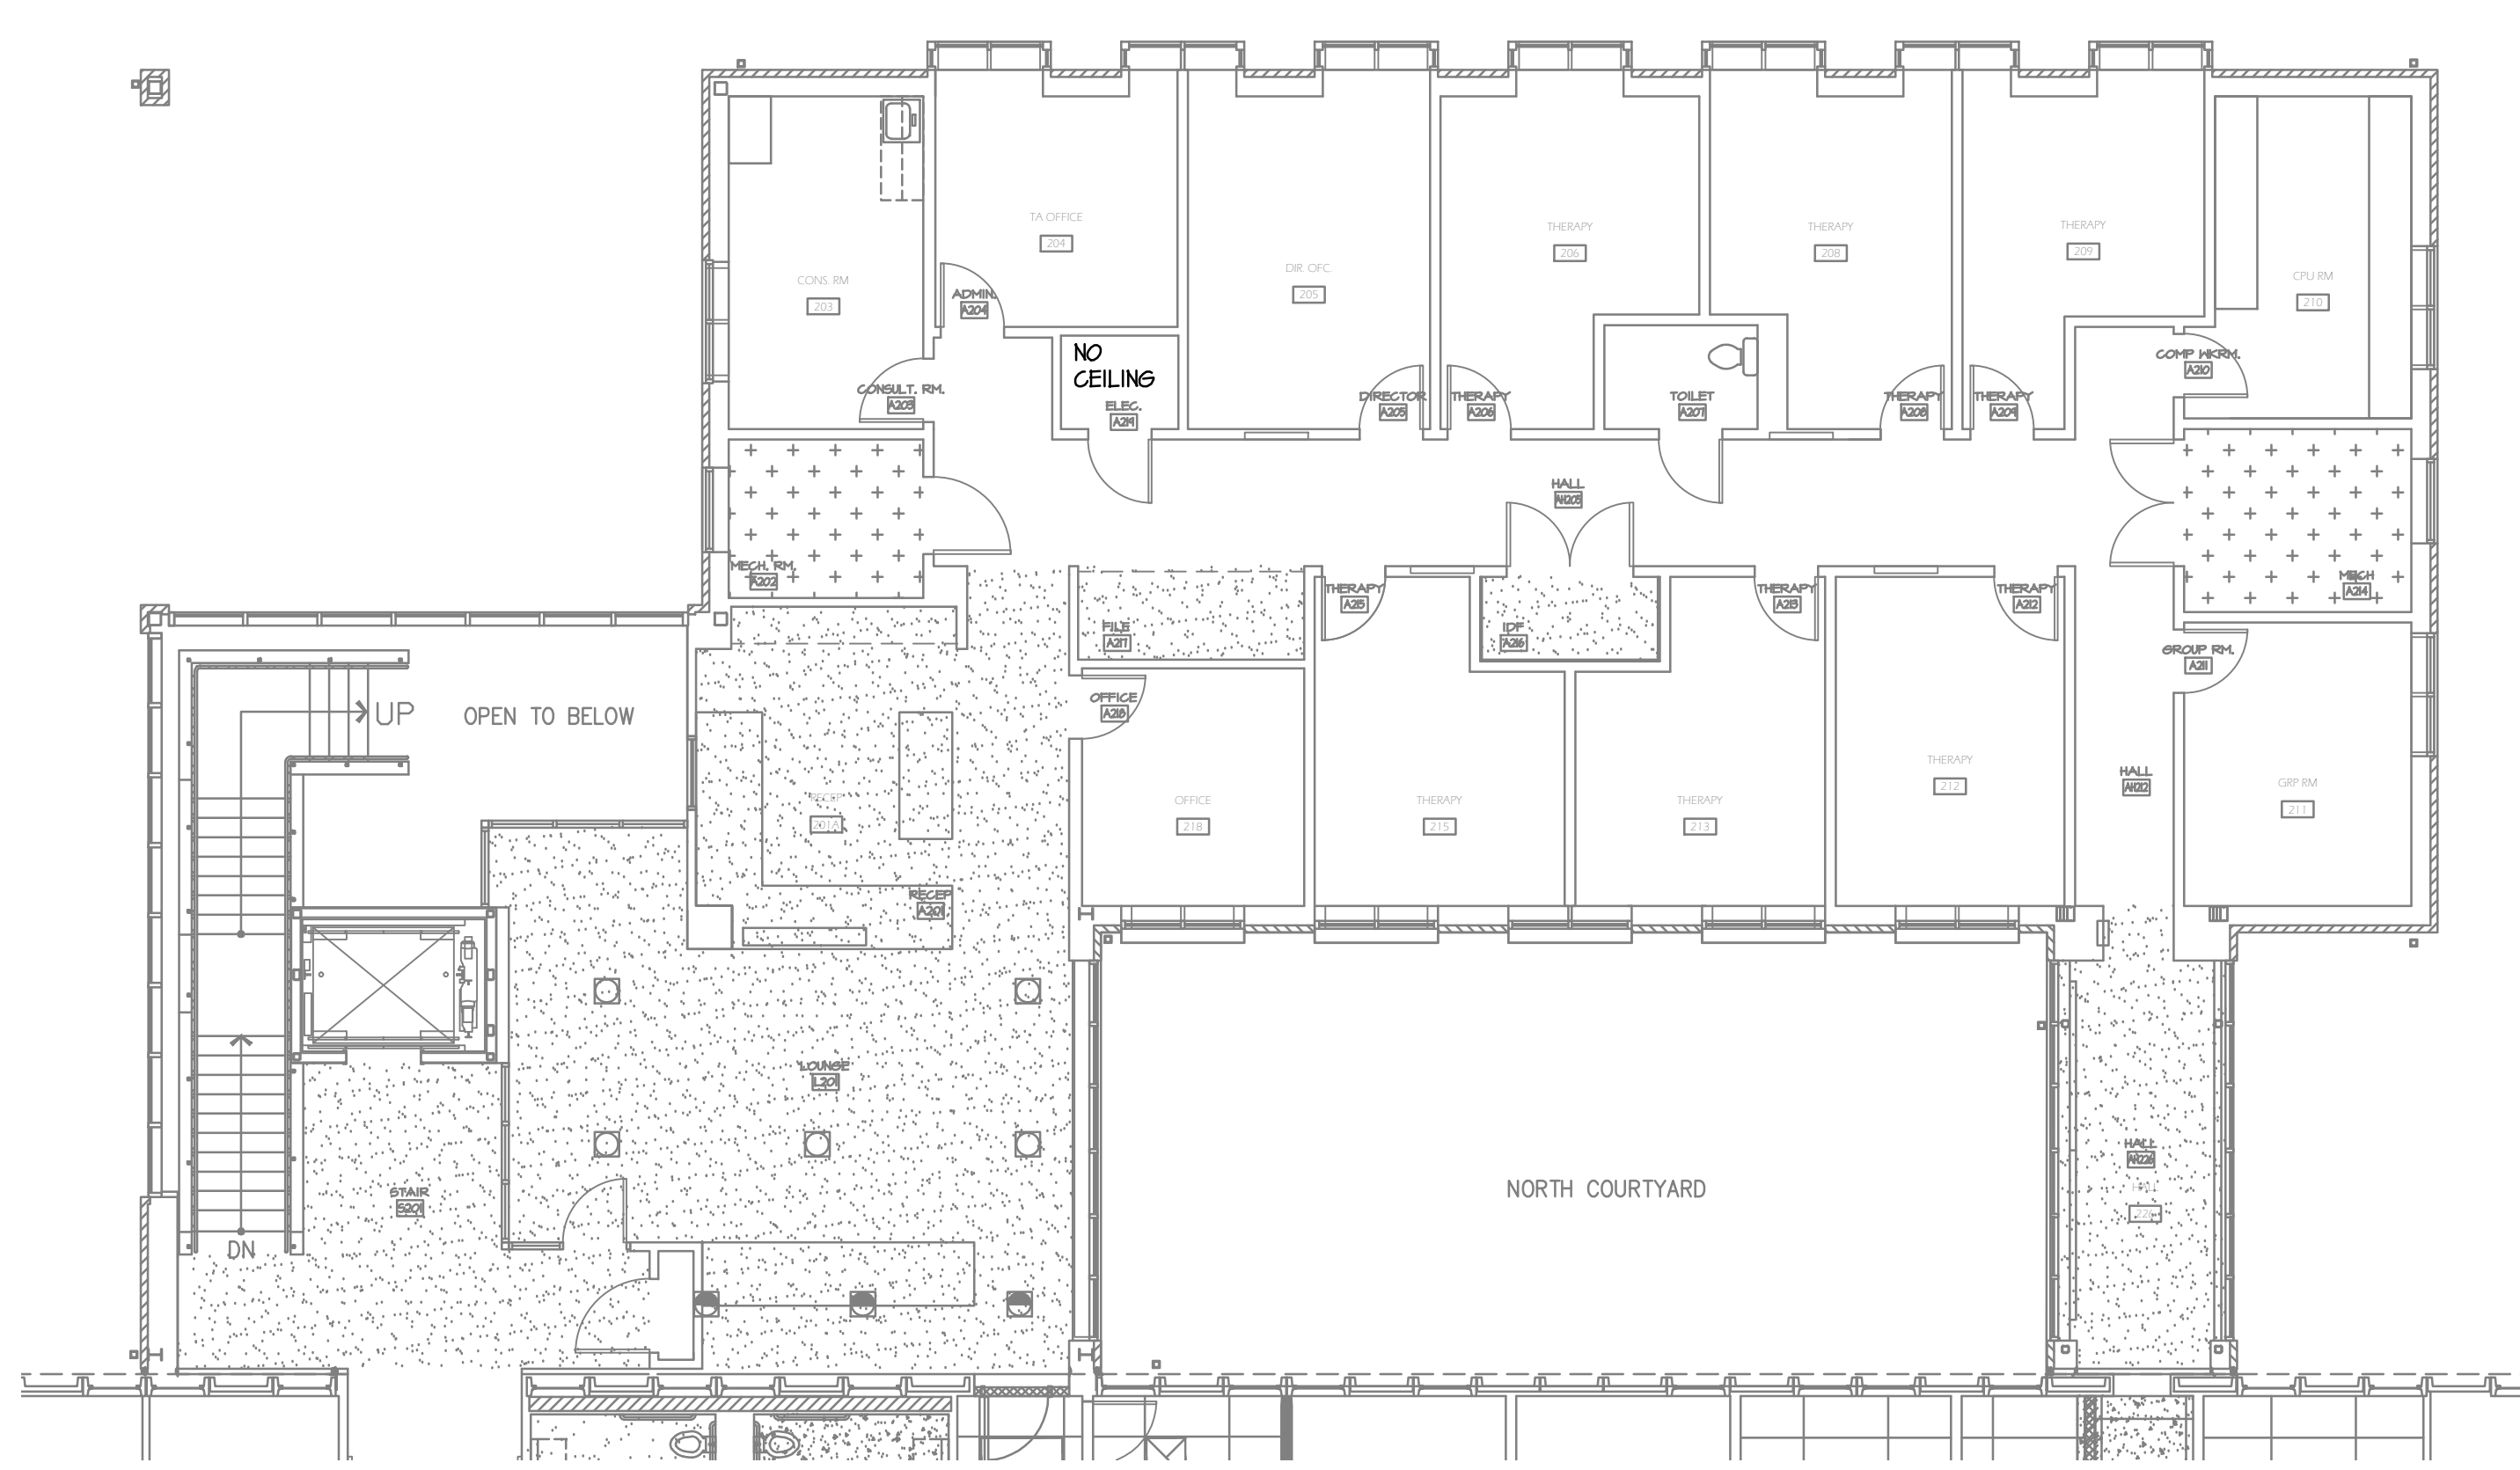 TA OFFICE
204
THERAPY
206
THERAPY
208
THERAPY
209
DIR. OFC.
205
CPU RM
210
CONS. RM
203
ADMIN.
A204
NO
CEILING
COMP WKRM.
A210
CONSULT. RM.
A203
ELEC.
A219
DIRECTOR
A205
THERAPY
A206
TOILET
A207
THERAPY
A208
THERAPY
A209
HALL
AH203
MECH. RM.
A202
THERAPY
A215
THERAPY
A213
THERAPY
A212
MECH
A214
FILE
A217
IDF
A216
GROUP RM.
A211
OFFICE
A218
UP
OPEN TO BELOW
HALL
AH212
THERAPY
212
GRP RM
211
RECEP
201A
OFFICE
218
THERAPY
215
THERAPY
213
RECEP
A201
LOUNGE
L201
HALL
AH226
HALL
226
STAIR
S201
NORTH COURTYARD
DN